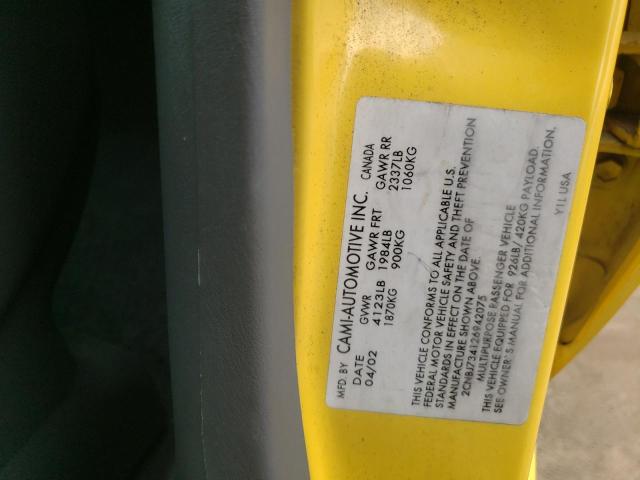 MFD. BY CAMI-AUTOMOTIVE INC. CANADA
DATE GVWR GAWR FRT GAWR RR
04/02 4123LB 1984LB 2337LB
1870KG 900KG 1060KG
THIS VEHICLE CONFORMS TO ALL APPLICABLE U.S.
FEDERAL MOTOR VEHICLE SAFETY AND THEFT PREVENTION
STANDARDS IN EFFECT ON THE DATE OF
MANUFACTURE SHOWN ABOVE.
2CNBJ734126942075
MULTIPURPOSE PASSENGER VEHICLE
THIS VEHICLE EQUIPPED FOR 926LB/ 420KG PAYLOAD.
SEE OWNER'S MANUAL FOR ADDITIONAL INFORMATION.
Y1L USA